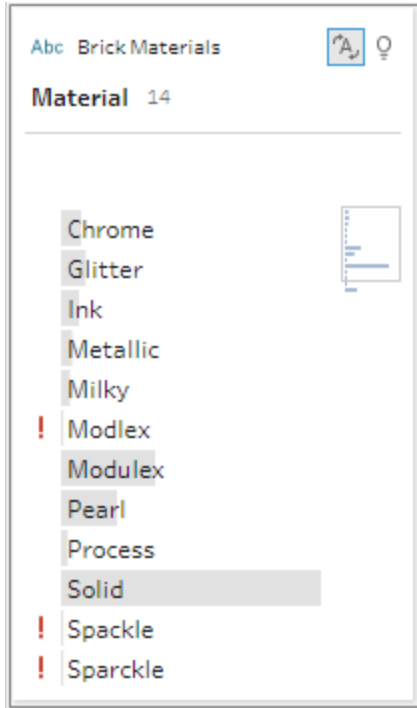 Abc Brick Materials
Material 14
Chrome
Glitter
Ink
Metallic
Milky
! Modlex
Modulex
Pearl
Process
Solid
! Spackle
! Sparckle